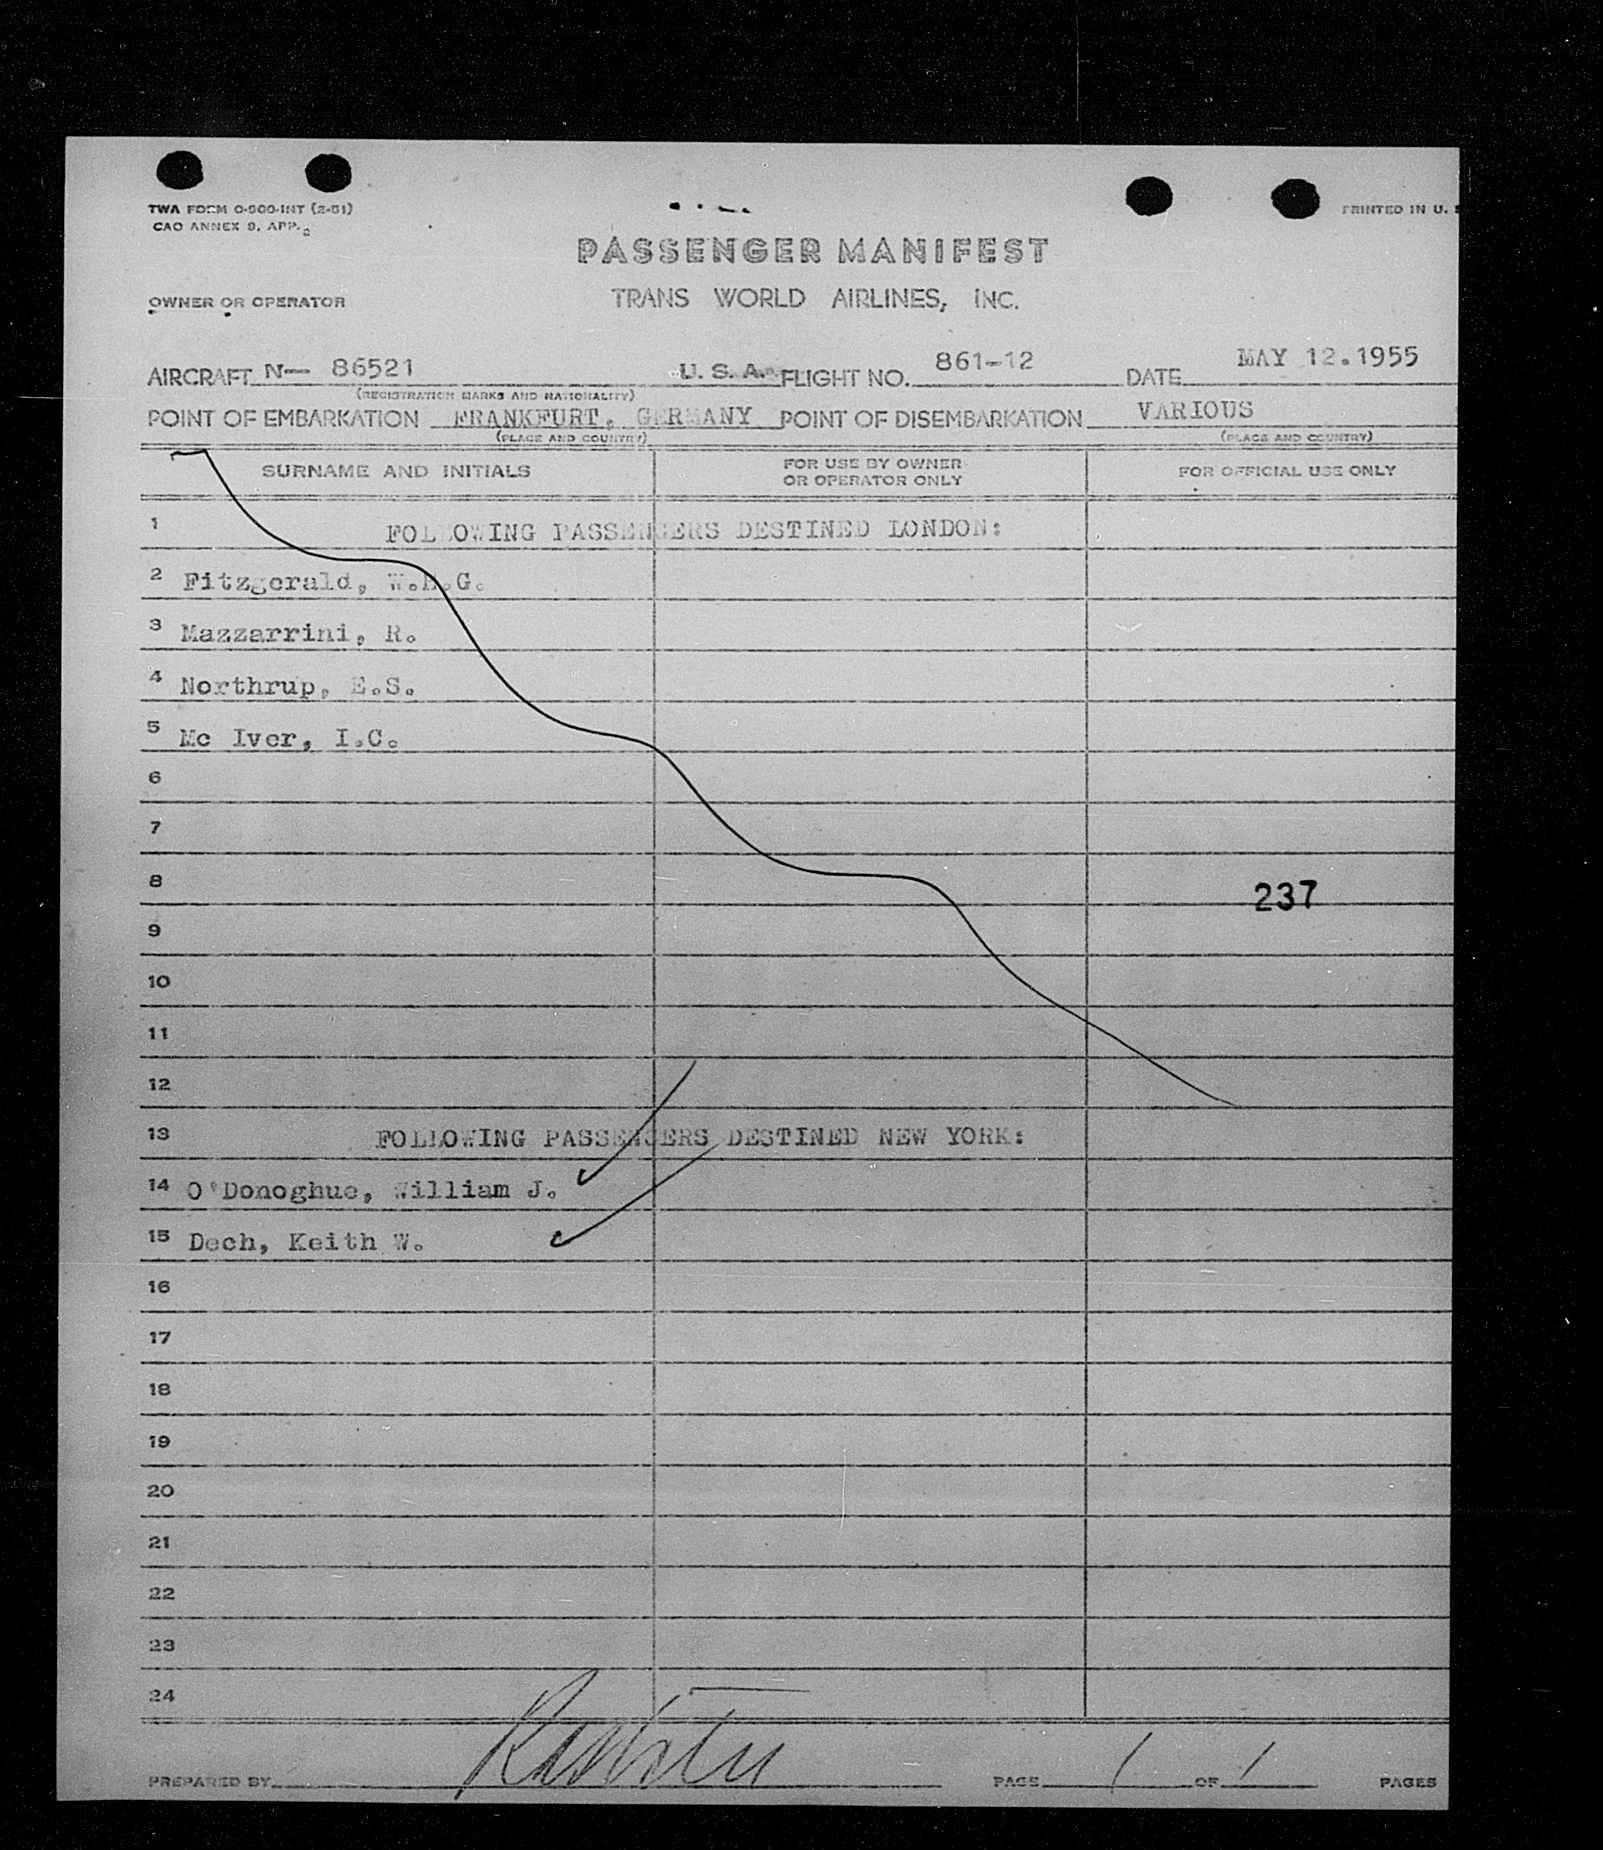 TWA FORM O-900-INT (2-51)
CAO ANNEX 9, APP. 2
PRINTED IN U. S
PASSENGER MANIFEST
OWNER OR OPERATOR
TRANS WORLD AIRLINES, INC.
AIRCRAFT N— 86521 U. S. A. FLIGHT NO. 861-12 DATE MAY 12.1955
(REGISTRATION MARKS AND NATIONALITY)
POINT OF EMBARKATION FRANKFURT, GERMANY POINT OF DISEMBARKATION VARIOUS
(PLACE AND COUNTRY) (PLACE AND COUNTRY)
SURNAME AND INITIALS FOR USE BY OWNER OR OPERATOR ONLY FOR OFFICIAL USE ONLY
1 FOLLOWING PASSENGERS DESTINED LONDON:
2 Fitzgerald,
3 Mazzarrini, R.
4 Northrup, E.S.
5 Mc Iver, I.C.
6
7
8 237
9
10
11
12
13 FOLLOWING PASSENGERS DESTINED NEW YORK:
14 O'Donoghue, William J.
15 Dech, Keith W.
16
17
18
19
20
21
22
23
24
PREPARED BY PAGE 1 OF 1 PAGES